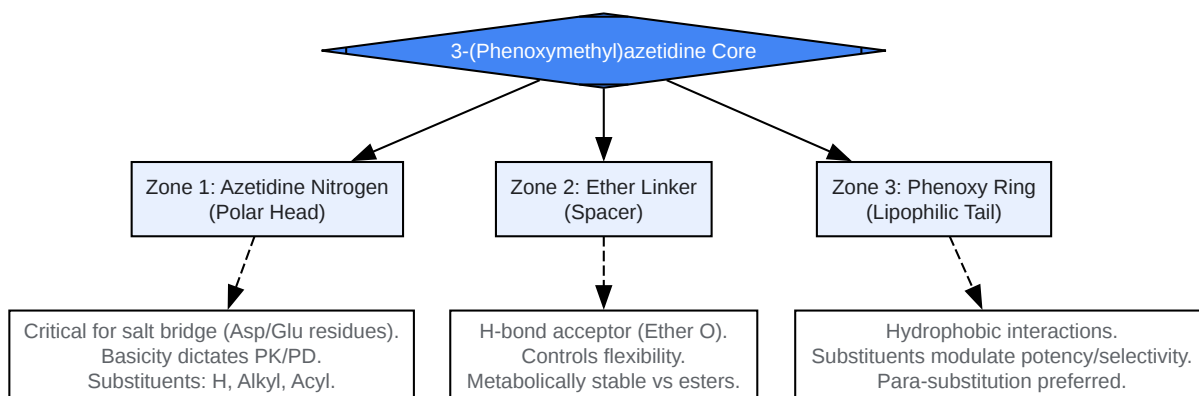 3-(Phenoxymethyl)azetidine Core
Zone 1: Azetidine Nitrogen
(Polar Head)
Zone 2: Ether Linker
(Spacer)
Zone 3: Phenoxy Ring
(Lipophilic Tail)
Critical for salt bridge (Asp/Glu residues).
Basicity dictates PK/PD.
Substituents: H, Alkyl, Acyl.
H-bond acceptor (Ether O).
Controls flexibility.
Metabolically stable vs esters.
Hydrophobic interactions.
Substituents modulate potency/selectivity.
Para-substitution preferred.